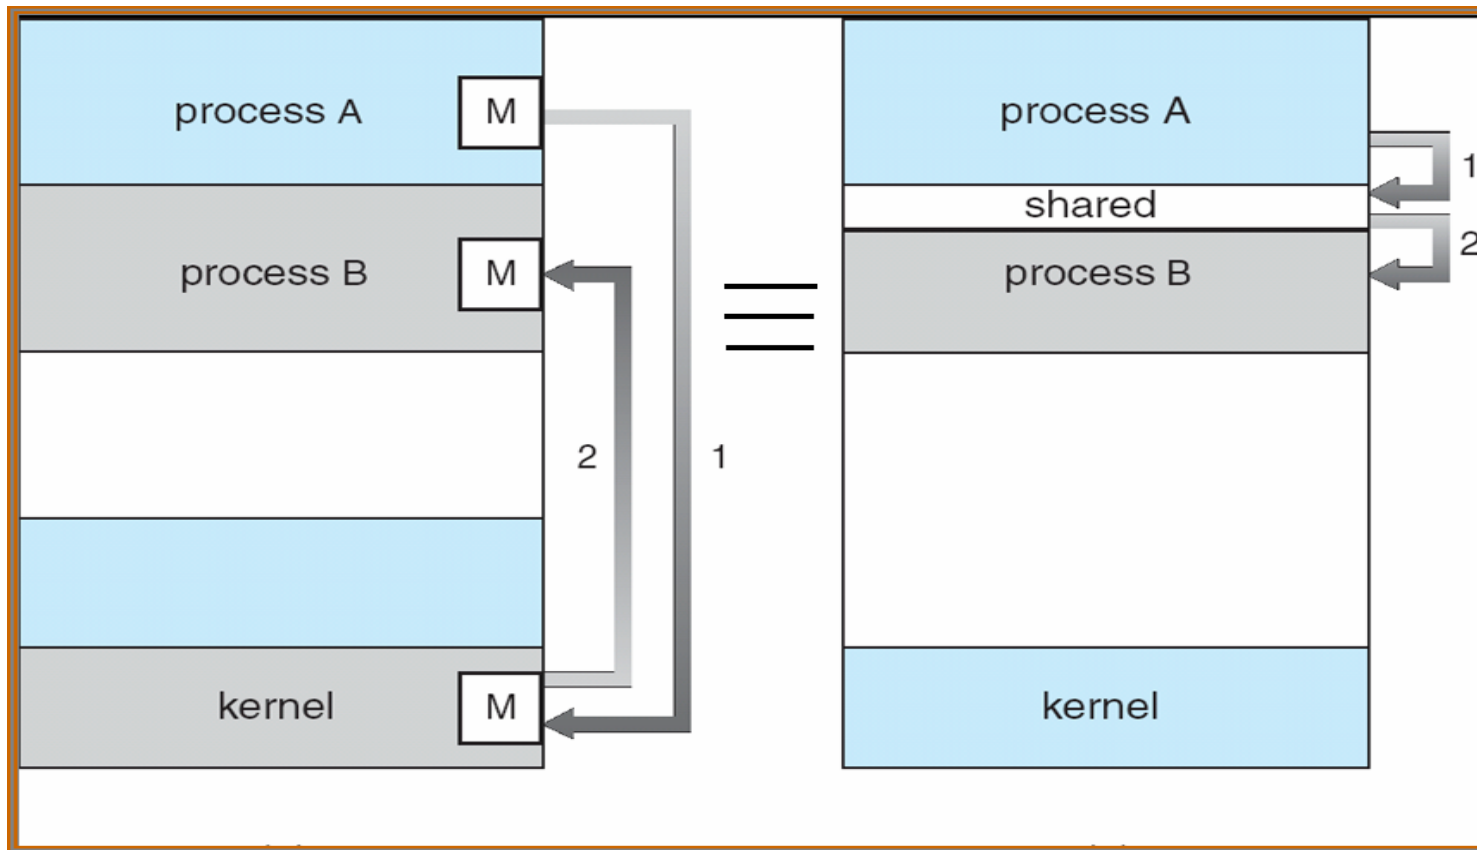 process A
M
process B
M
2
1
kernel
M
process A
1
shared
2
process B
kernel